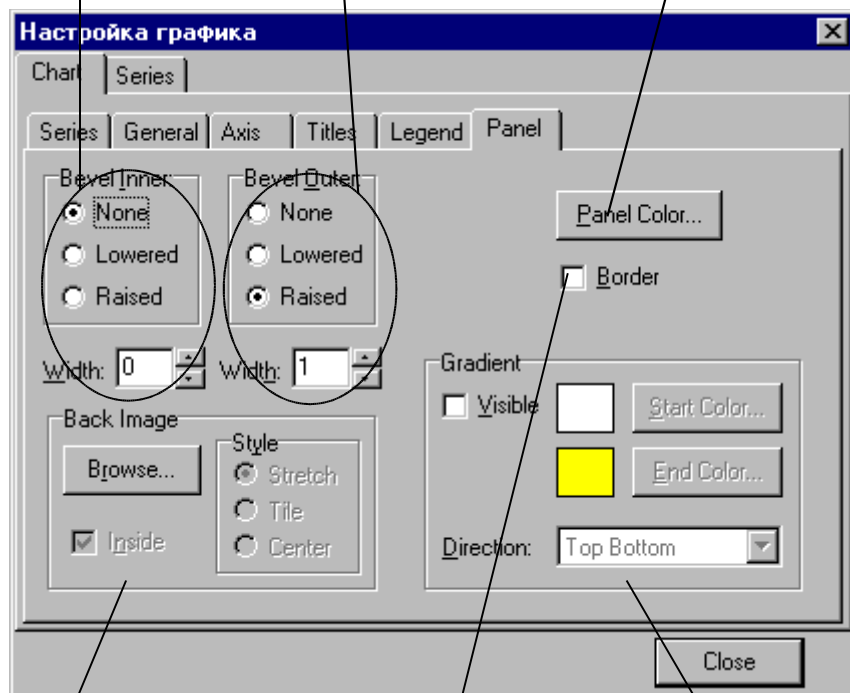 Настройка графика
Chart Series
Series General Axis Titles Legend Panel
Bevel Inner: Bevel Outer:
None None Panel Color...
Lowered Lowered
Raised Raised Border
Width: 0 Width: 1
Gradient
Visible Start Color...
Back Image
Style
Browse... Stretch End Color...
Tile
Inside Center Direction: Top Bottom
Close